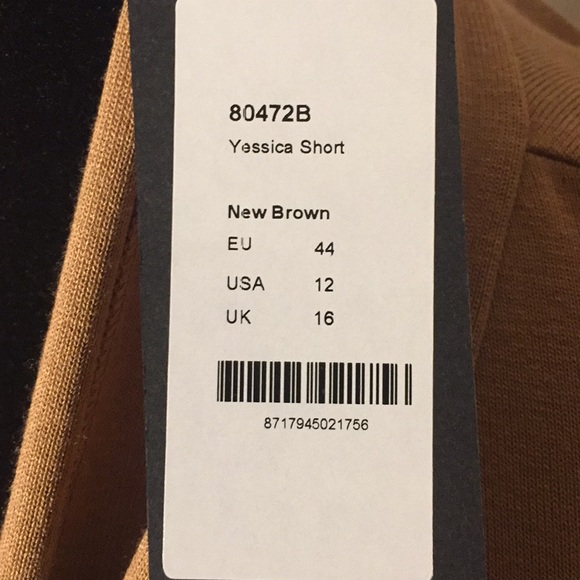 80472B
Yessica Short
New Brown
EU 44
USA 12
UK 16
8717945021756